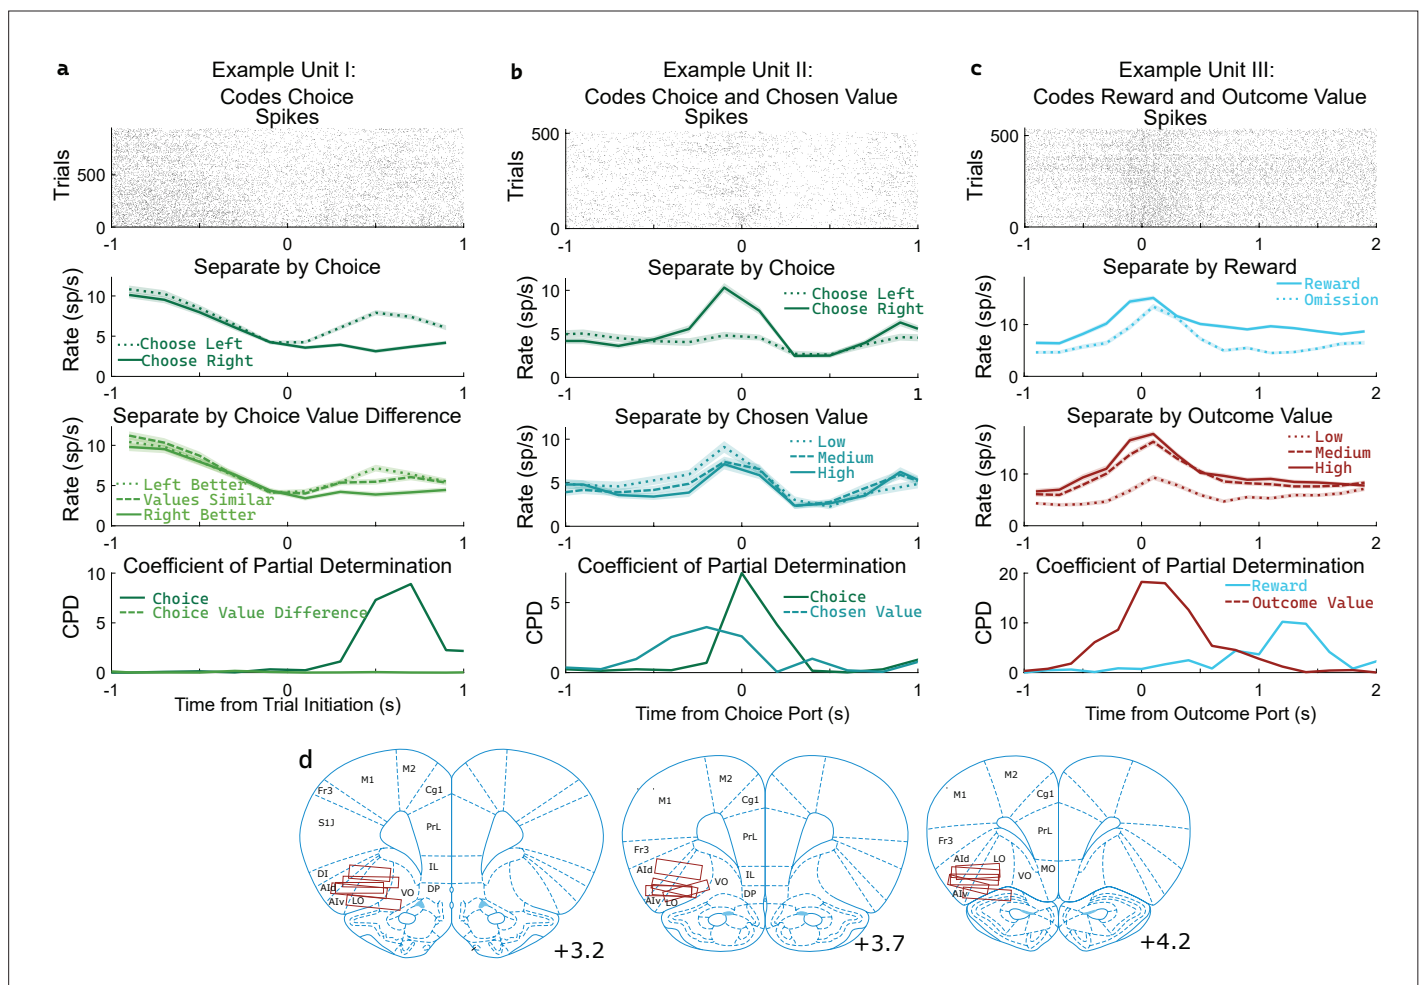 a
Example Unit I:
Codes Choice
Spikes
Trials
500
0
-1 0 1
Separate by Choice
Rate (sp/s)
10
5
0
Choose Left
Choose Right
-1 0 1
Separate by Choice Value Difference
Rate (sp/s)
10
5
0
Left Better
Values Similar
Right Better
-1 0 1
Coefficient of Partial Determination
CPD
10
5
0
Choice
Choice Value Difference
-1 0 1
Time from Trial Initiation (s)
b
Example Unit II:
Codes Choice and Chosen Value
Spikes
Trials
500
0
-1 0 1
Separate by Choice
Rate (sp/s)
10
5
0
Choose Left
Choose Right
-1 0 1
Separate by Chosen Value
Rate (sp/s)
10
5
0
Low
Medium
High
-1 0 1
Coefficient of Partial Determination
CPD
5
0
Choice
Chosen Value
-1 0 1
Time from Choice Port (s)
c
Example Unit III:
Codes Reward and Outcome Value
Spikes
Trials
500
0
-1 0 1 2
Separate by Reward
Rate (sp/s)
10
0
Reward
Omission
-1 0 1 2
Separate by Outcome Value
Rate (sp/s)
10
0
Low
Medium
High
-1 0 1 2
Coefficient of Partial Determination
CPD
20
10
0
Reward
Outcome Value
-1 0 1 2
Time from Outcome Port (s)
d
M1
M2
Fr3
Cg1
S1J
PrL
IL
DI
AId
VO
DP
AIv
LO
+3.2
M2
M1
Cg1
PrL
Fr3
AId
IL
VO
DP
AIv
LO
+3.7
M2
M1
Cg1
PrL
Fr3
AId
LO
VO
MO
AIv
+4.2